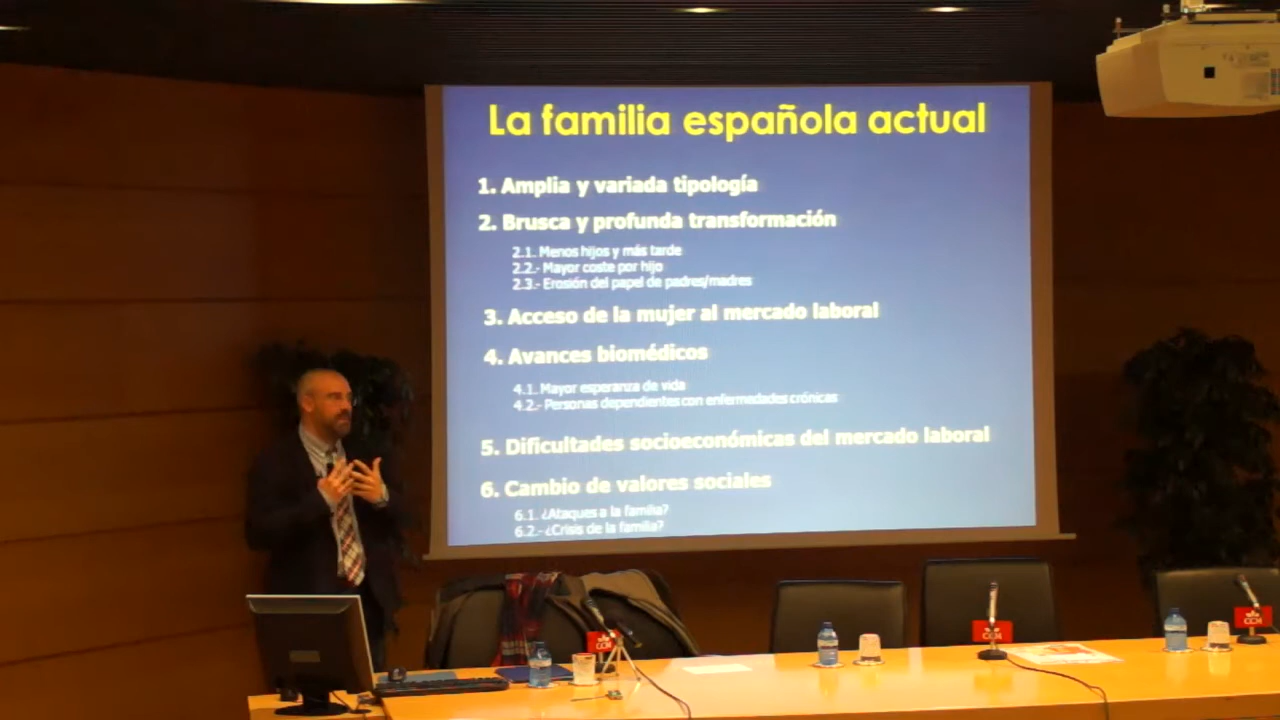 La familia española actual
1. Amplia y variada tipología
2. Brusca y profunda transformación
2.1. Menos hijos y más tarde
2.2.- Mayor coste por hijo
2.3.- Erosión del papel de padres/madres
3. Acceso de la mujer al mercado laboral
4. Avances biomédicos
4.1. Mayor esperanza de vida
4.2.- Personas dependientes con enfermedades crónicas
5. Dificultades socioeconómicas del mercado laboral
6. Cambio de valores sociales
6.1. ¿Ataques a la familia?
6.2.- ¿Crisis de la familia?
CCM
CCM
CCM